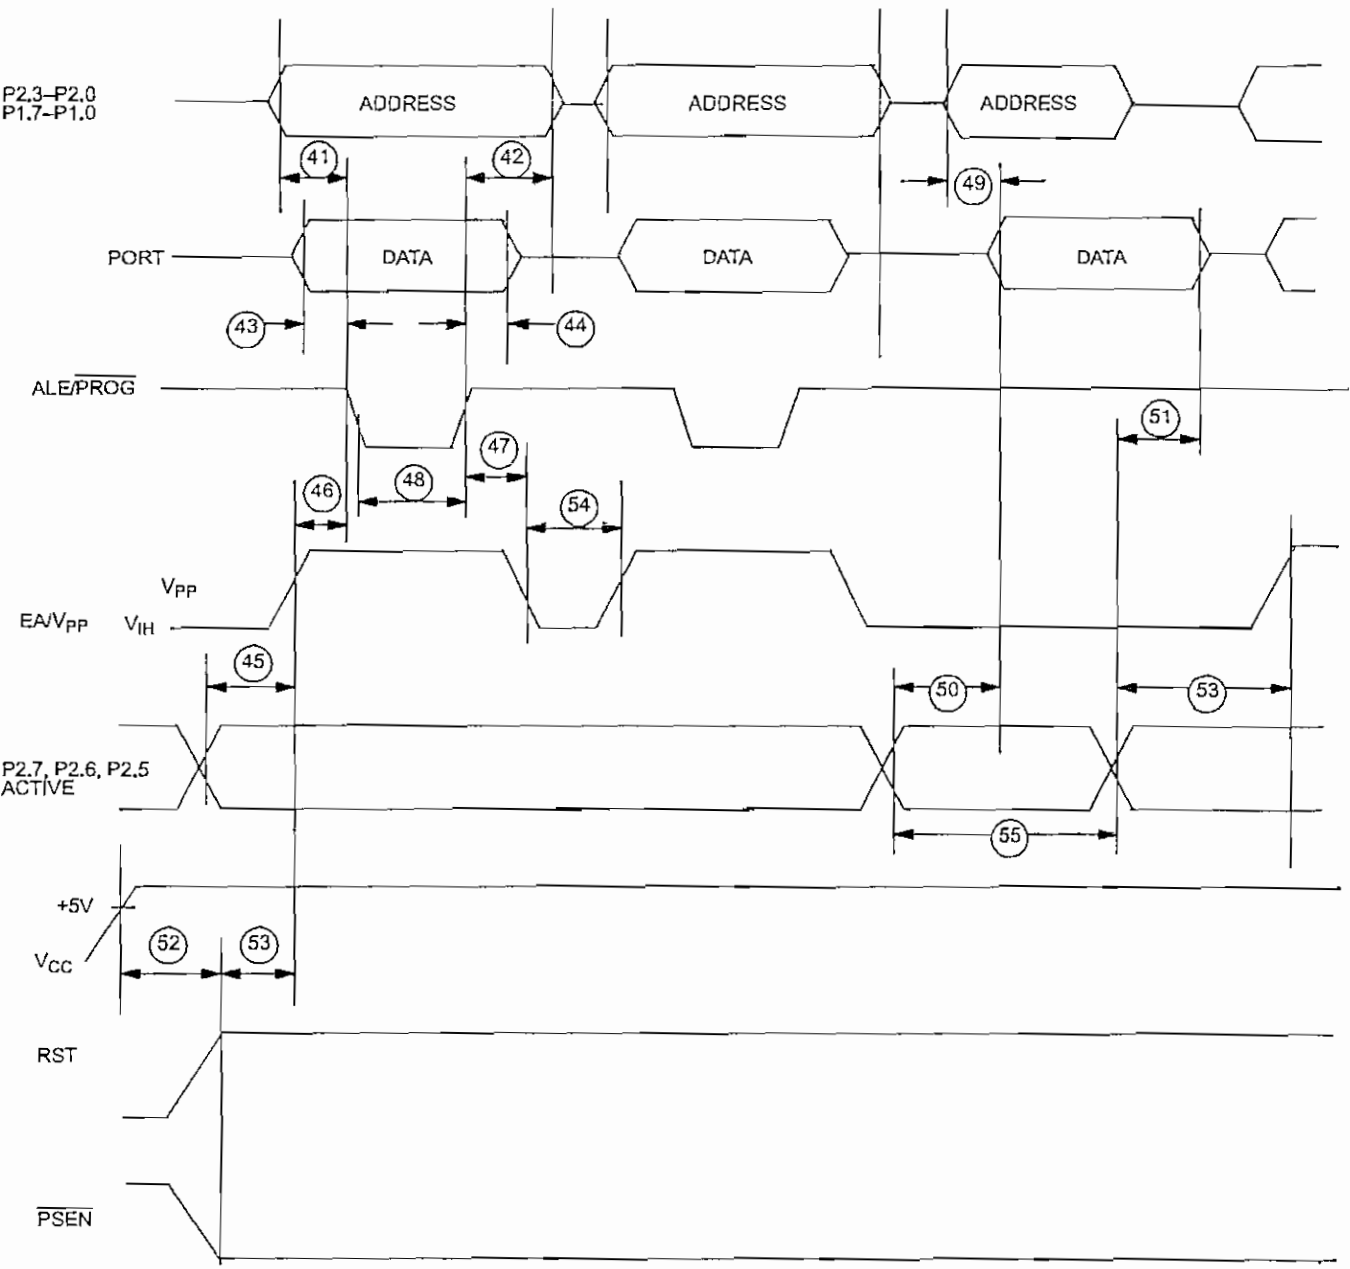 P2.3–P2.0
P1.7–P1.0
ADDRESS
ADDRESS
ADDRESS
41
42
49
PORT
DATA
DATA
DATA
43
44
ALE/PROG
51
47
46
48
54
VPP
EA/VPP
VIH
45
50
53
P2.7, P2.6, P2.5
ACTIVE
55
+5V
52
53
VCC
RST
PSEN